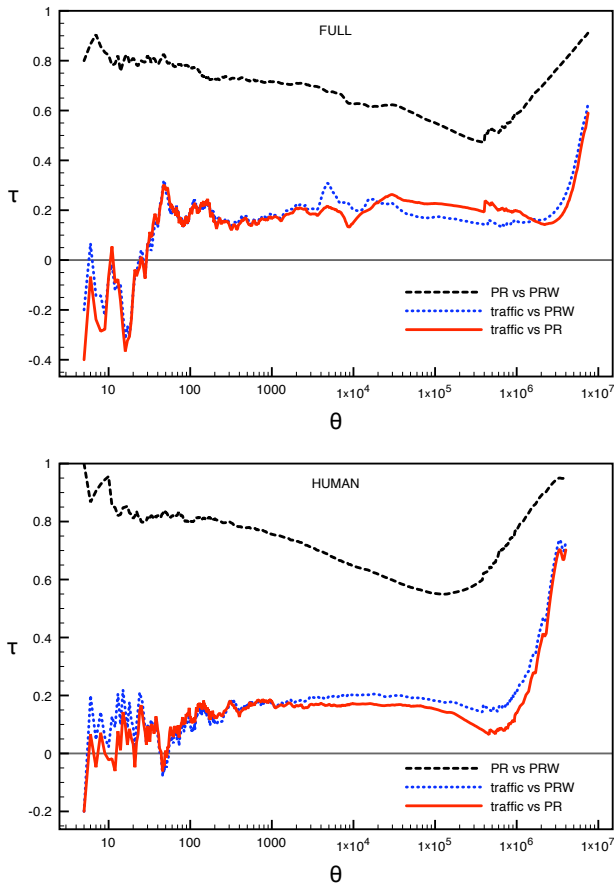 FULL
1
0.8
0.6
0.4
0.2
0
-0.2
-0.4
τ
PR vs PRW
traffic vs PRW
traffic vs PR
10 100 1000 1×10⁴ 1×10⁵ 1×10⁶ 1×10⁷
θ
HUMAN
1
0.8
0.6
0.4
0.2
0
-0.2
τ
PR vs PRW
traffic vs PRW
traffic vs PR
10 100 1000 1×10⁴ 1×10⁵ 1×10⁶ 1×10⁷
θ